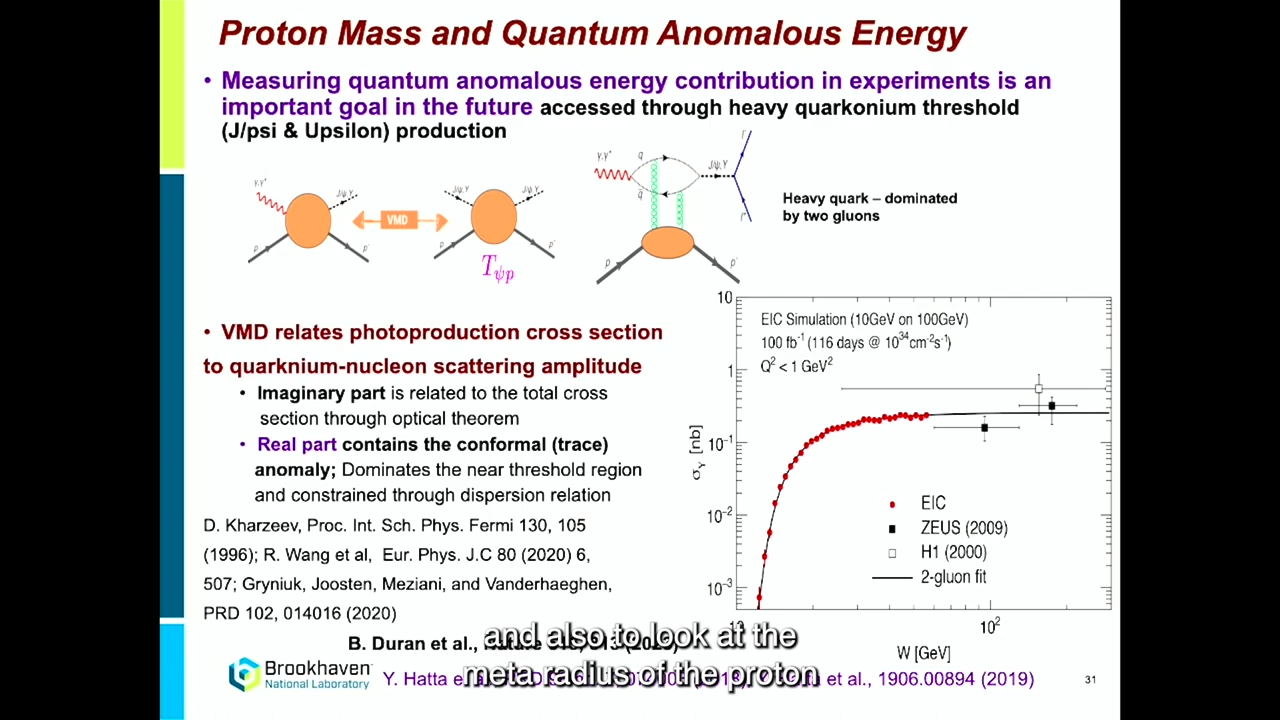 Proton Mass and Quantum Anomalous Energy
• Measuring quantum anomalous energy contribution in experiments is an
important goal in the future accessed through heavy quarkonium threshold
(J/psi & Upsilon) production
γ,γ*
J/ψ,Υ
p
p'
VMD
J/ψ,Υ
J/ψ,Υ
p
p'
Tψp
γ,γ*
q
q̄
J/ψ,Υ
l⁻
l⁺
p
p'
Heavy quark – dominated
by two gluons
• VMD relates photoproduction cross section
to quarknium-nucleon scattering amplitude
• Imaginary part is related to the total cross
section through optical theorem
• Real part contains the conformal (trace)
anomaly; Dominates the near threshold region
and constrained through dispersion relation
D. Kharzeev, Proc. Int. Sch. Phys. Fermi 130, 105
(1996); R. Wang et al, Eur. Phys. J.C 80 (2020) 6,
507; Gryniuk, Joosten, Meziani, and Vanderhaeghen,
PRD 102, 014016 (2020)
B. Duran et al.,
10
1
10⁻¹
10⁻²
10⁻³
σΥ [nb]
EIC Simulation (10GeV on 100GeV)
100 fb⁻¹ (116 days @ 10³⁴cm⁻²s⁻¹)
Q² < 1 GeV²
EIC
ZEUS (2009)
H1 (2000)
2-gluon fit
10²
W [GeV]
and also to look at the
meta radius of the proton
Brookhaven
National Laboratory
Y. Hatta et al., 1906.00894 (2019)
31